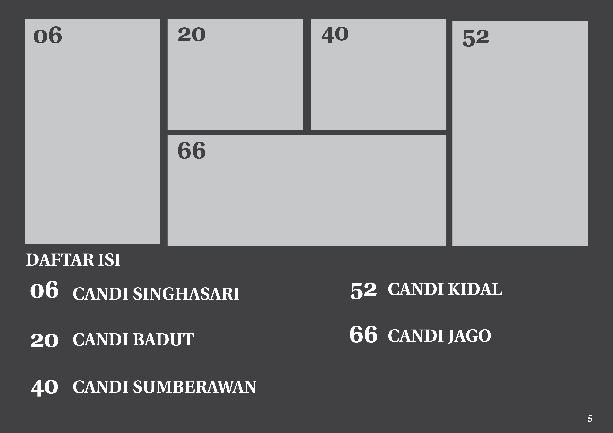 06
20
40
52
66
DAFTAR ISI
06 CANDI SINGHASARI
20 CANDI BADUT
40 CANDI SUMBERAWAN
52 CANDI KIDAL
66 CANDI JAGO
5